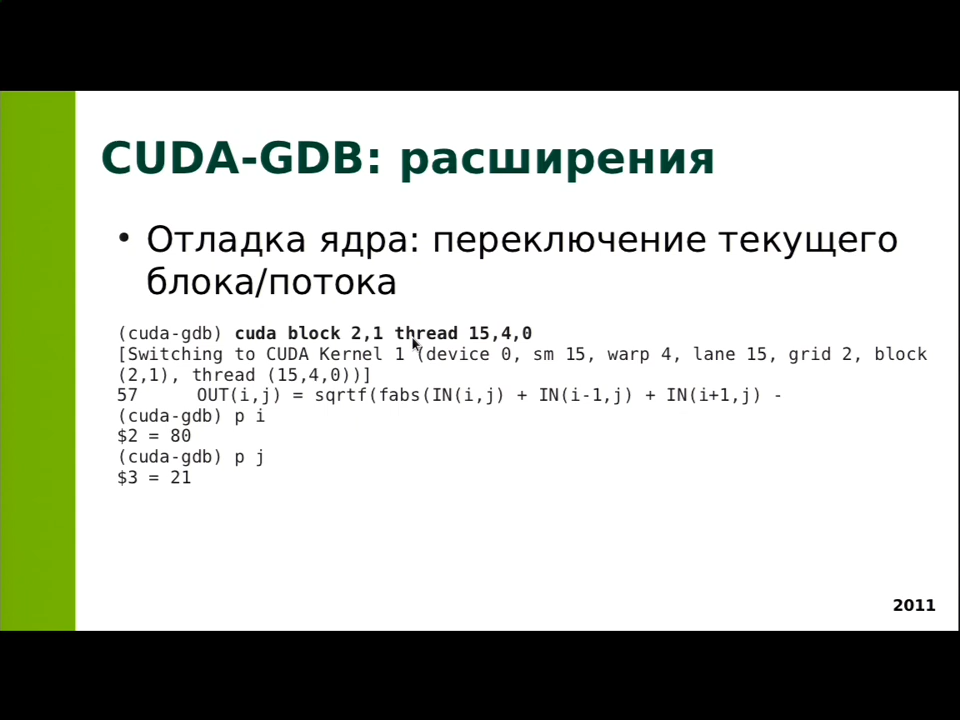 CUDA-GDB: расширения
• Отладка ядра: переключение текущего
блока/потока
(cuda-gdb) cuda block 2,1 thread 15,4,0
[Switching to CUDA Kernel 1 (device 0, sm 15, warp 4, lane 15, grid 2, block
(2,1), thread (15,4,0))]
57      OUT(i,j) = sqrtf(fabs(IN(i,j) + IN(i-1,j) + IN(i+1,j) -
(cuda-gdb) p i
$2 = 80
(cuda-gdb) p j
$3 = 21
2011